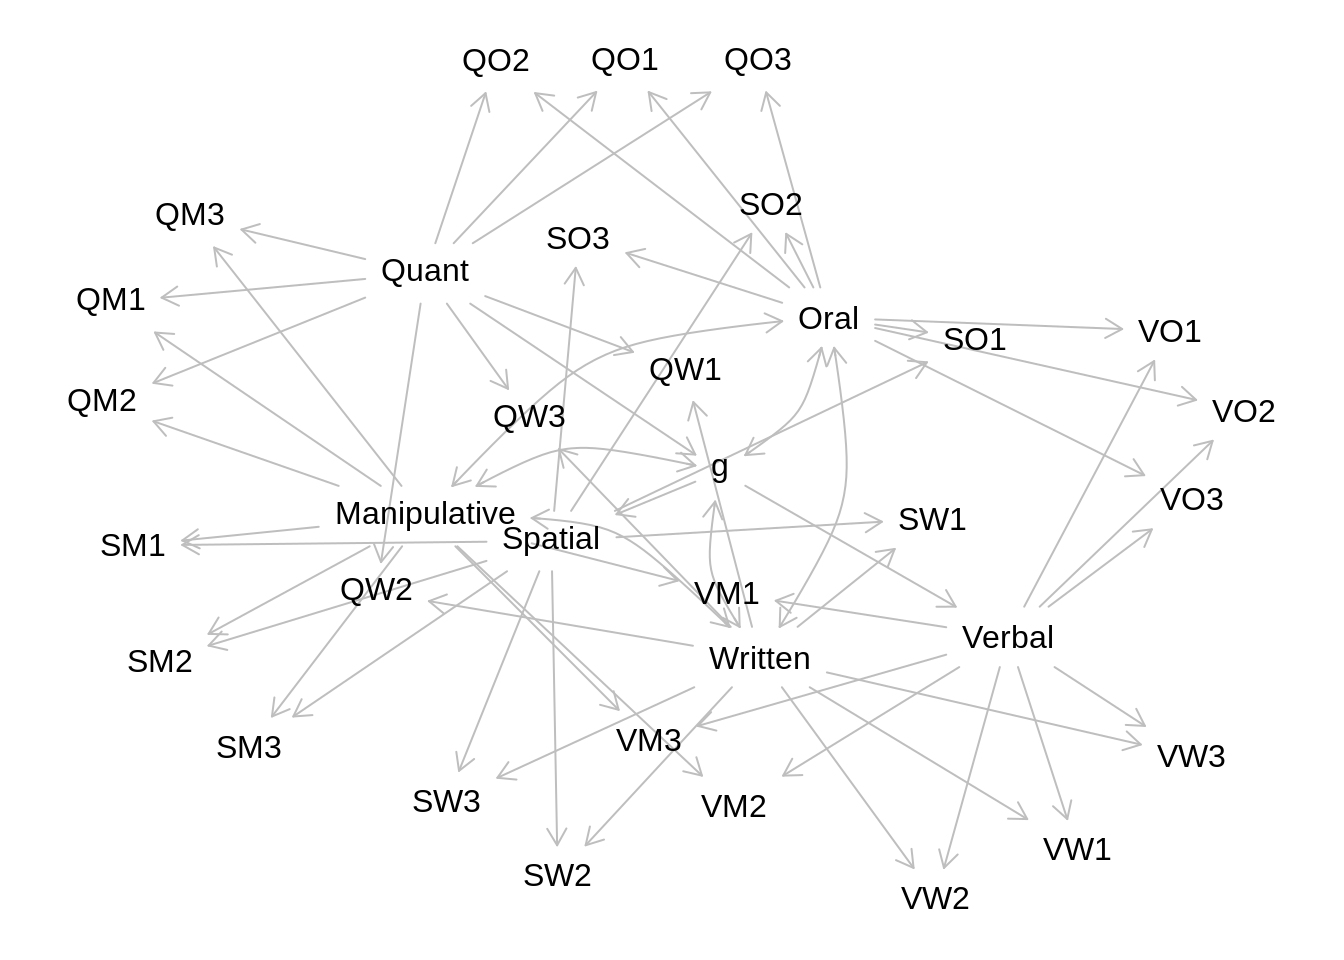 QO2
QO1
QO3
QM3
SO2
SO3
Quant
QM1
Oral
VO1
SO1
QW1
QM2
VO2
QW3
g
VO3
Manipulative
SW1
Spatial
SM1
QW2
VM1
Verbal
SM2
Written
VM3
SM3
VW3
SW3
VM2
VW1
SW2
VW2